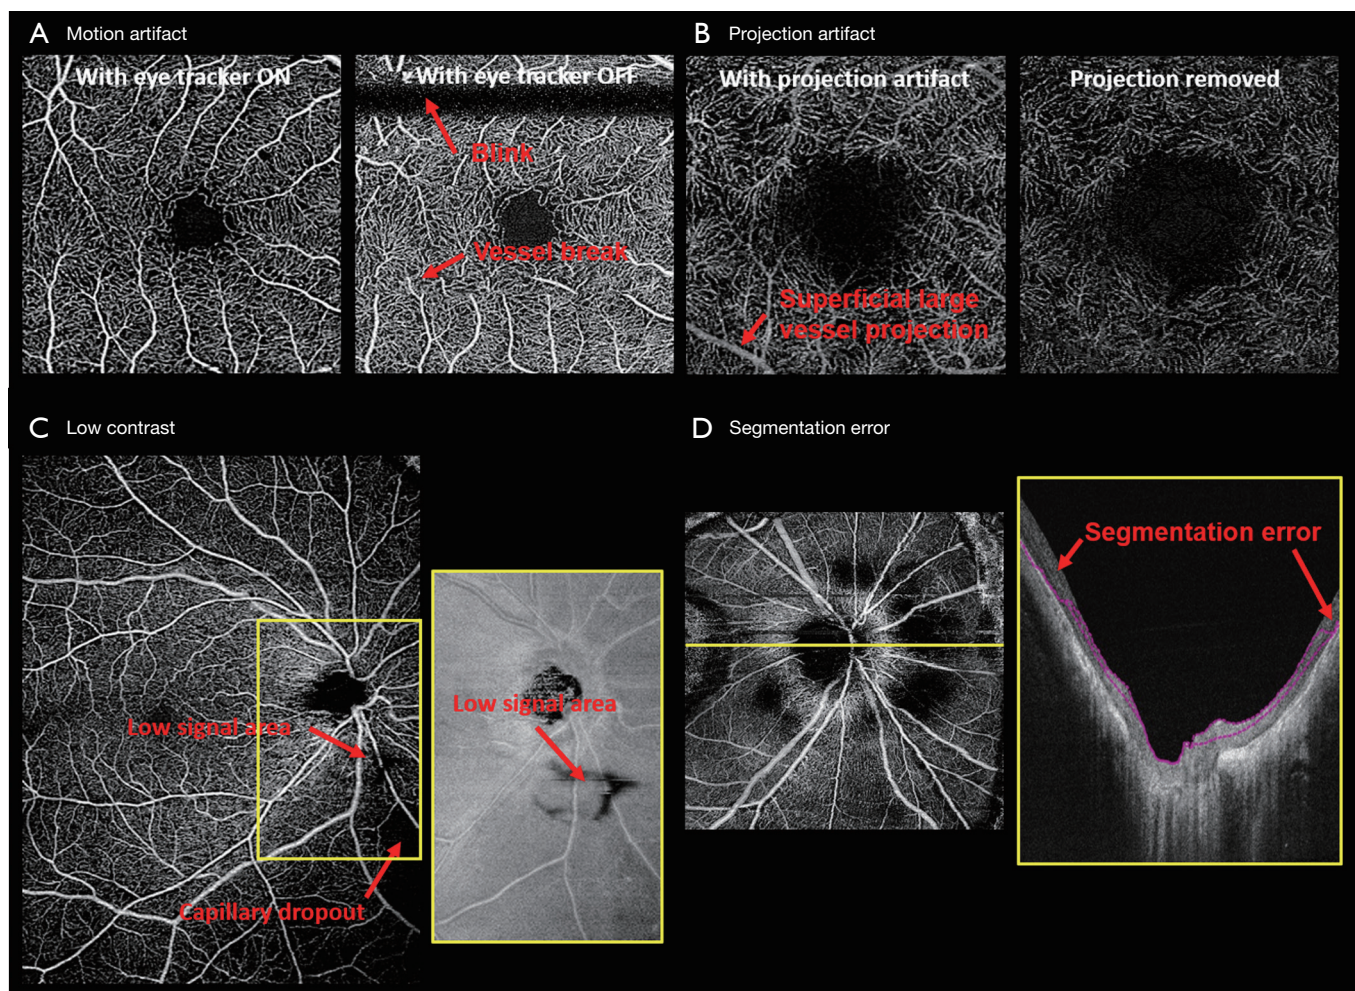 A Motion artifact
With eye tracker ON
With eye tracker OFF
Blink
Vessel break
B Projection artifact
With projection artifact
Projection removed
Superficial large
vessel projection
C Low contrast
Low signal area
Capillary dropout
Low signal area
D Segmentation error
Segmentation error